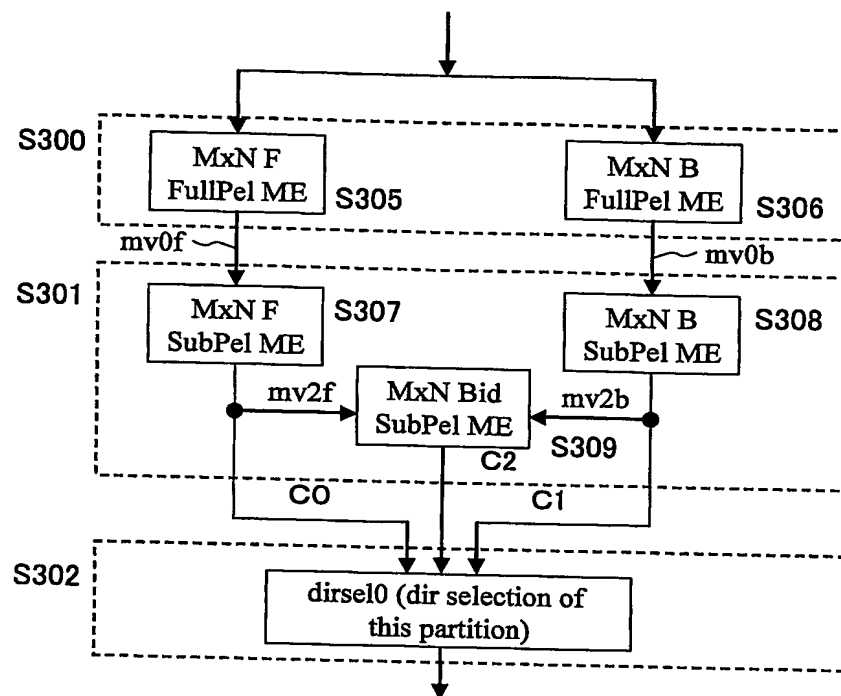 S300
MxN F
FullPel ME
S305
MxN B
FullPel ME
S306
mv0f
mv0b
S301
MxN F
SubPel ME
S307
MxN B
SubPel ME
S308
mv2f
MxN Bid
SubPel ME
mv2b
S309
C2
C0
C1
S302
dirsel0 (dir selection of
this partition)